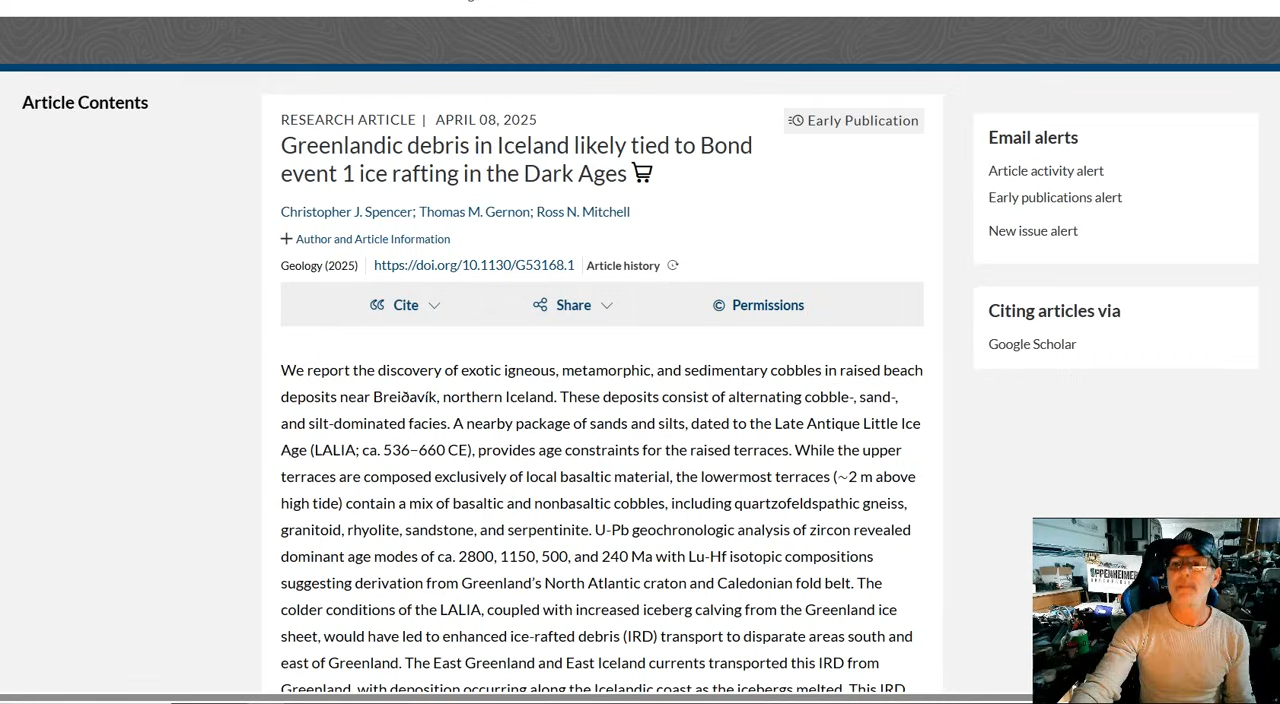 Article Contents
RESEARCH ARTICLE | APRIL 08, 2025
Early Publication
Greenlandic debris in Iceland likely tied to Bond
event 1 ice rafting in the Dark Ages
Christopher J. Spencer; Thomas M. Gernon; Ross N. Mitchell
+ Author and Article Information
Geology (2025) https://doi.org/10.1130/G53168.1 Article history
Cite Share © Permissions
We report the discovery of exotic igneous, metamorphic, and sedimentary cobbles in raised beach
deposits near Breiðavík, northern Iceland. These deposits consist of alternating cobble-, sand-,
and silt-dominated facies. A nearby package of sands and silts, dated to the Late Antique Little Ice
Age (LALIA; ca. 536–660 CE), provides age constraints for the raised terraces. While the upper
terraces are composed exclusively of local basaltic material, the lowermost terraces (~2 m above
high tide) contain a mix of basaltic and nonbasaltic cobbles, including quartzofeldspathic gneiss,
granitoid, rhyolite, sandstone, and serpentinite. U-Pb geochronologic analysis of zircon revealed
dominant age modes of ca. 2800, 1150, 500, and 240 Ma with Lu-Hf isotopic compositions
suggesting derivation from Greenland's North Atlantic craton and Caledonian fold belt. The
colder conditions of the LALIA, coupled with increased iceberg calving from the Greenland ice
sheet, would have led to enhanced ice-rafted debris (IRD) transport to disparate areas south and
east of Greenland. The East Greenland and East Iceland currents transported this IRD from
Greenland, with deposition occurring along the Icelandic coast as the icebergs melted. This IRD
Email alerts
Article activity alert
Early publications alert
New issue alert
Citing articles via
Google Scholar
OPPENHEIMER